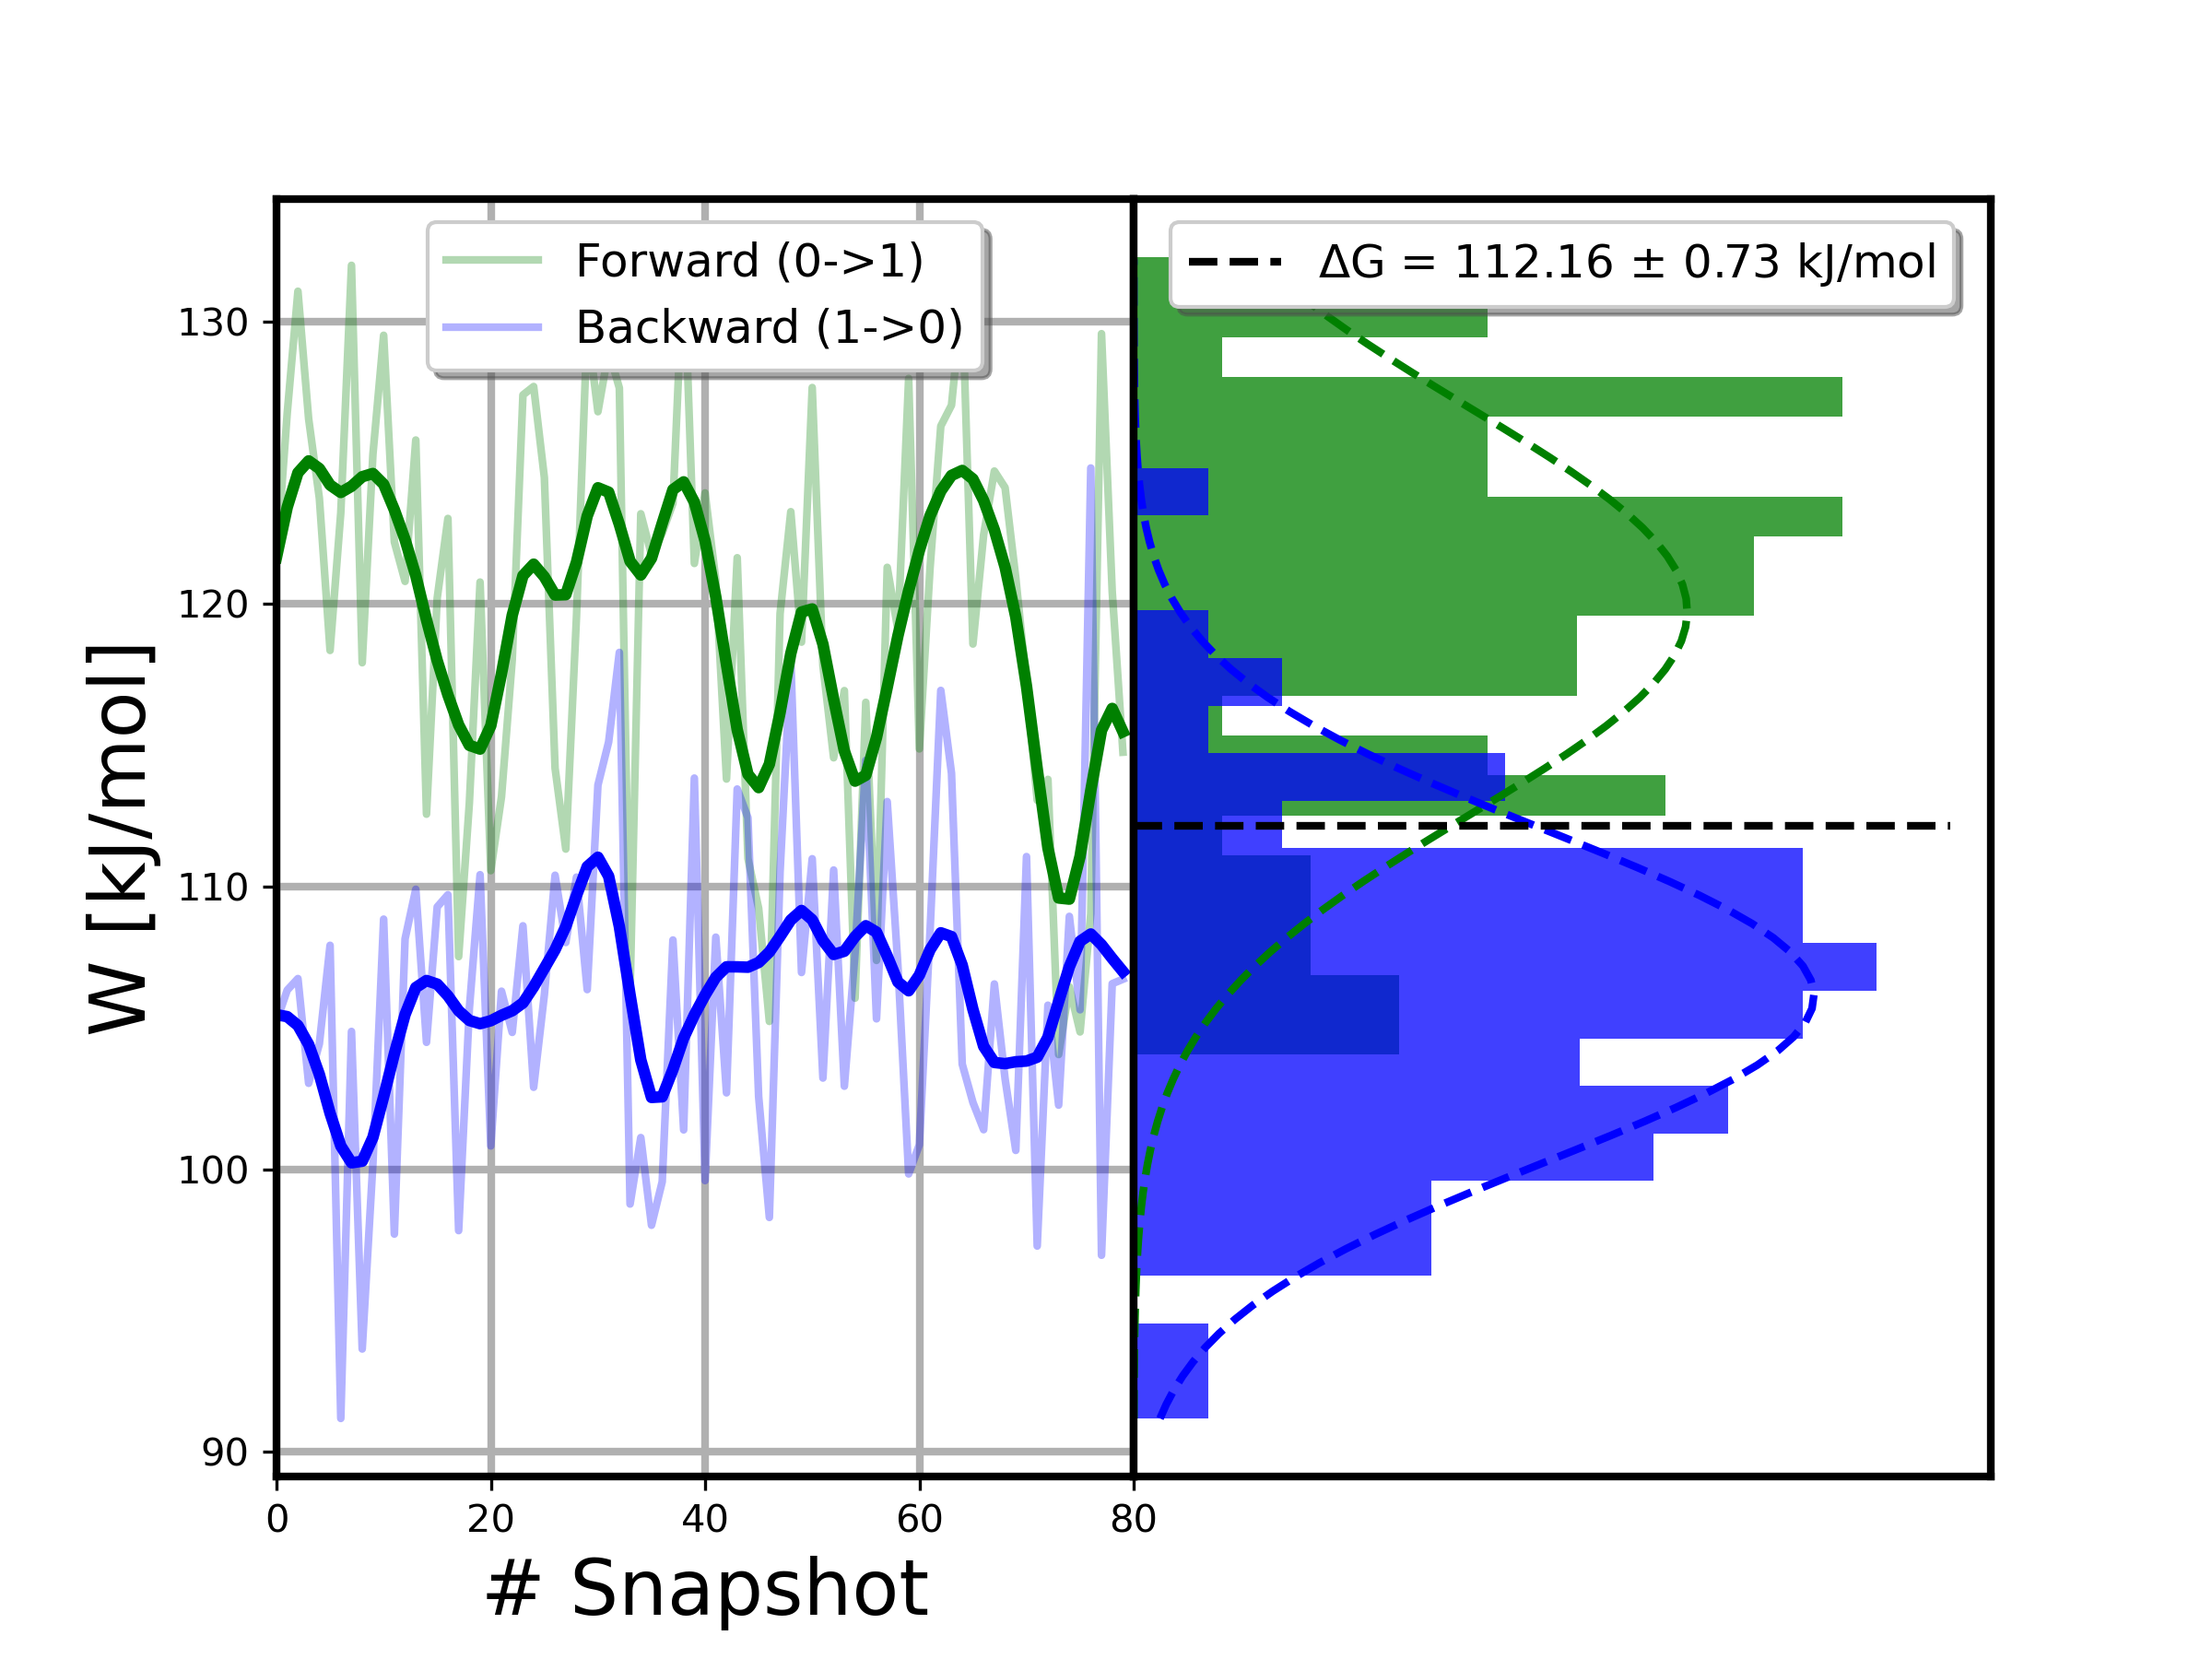 Forward (0->1)
Backward (1->0)
ΔG = 112.16 ± 0.73 kJ/mol
W [kJ/mol]
130
120
110
100
90
0 20 40 60 80
# Snapshot